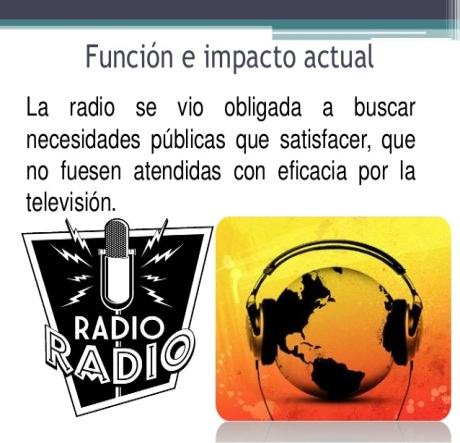 Función e impacto actual
La radio se vio obligada a buscar
necesidades públicas que satisfacer, que
no fuesen atendidas con eficacia por la
televisión.
RADIO
RADIO